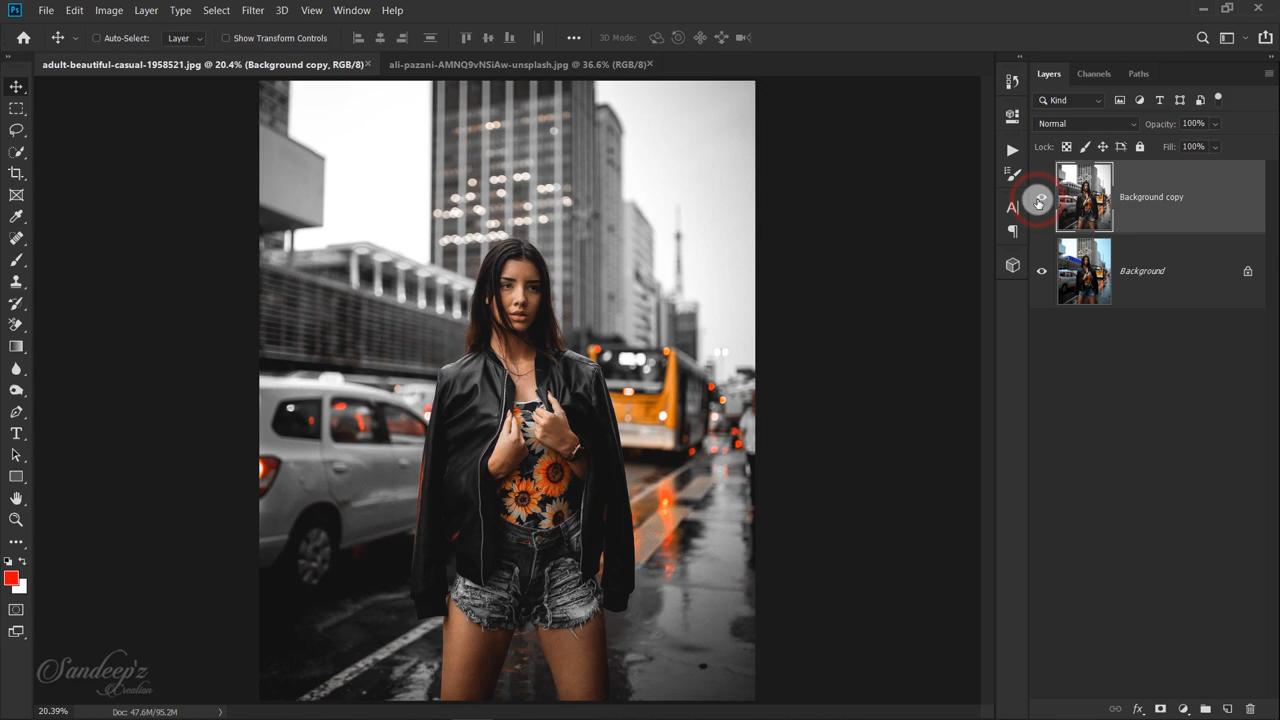 Ps File Edit Image Layer Type Select Filter 3D View Window Help
Auto-Select: Layer Show Transform Controls 3D Mode:
adult-beautiful-casual-1958521.jpg @ 20.4% (Background copy, RGB/8) ali-pazani-AMNQ9vNSiAw-unsplash.jpg @ 36.6% (RGB/8)
Layers Channels Paths
Kind
Normal Opacity: 100%
Lock: Fill: 100%
Background copy
Background
Sandeep'z
Creation
20.39% Doc: 47.6M/95.2M